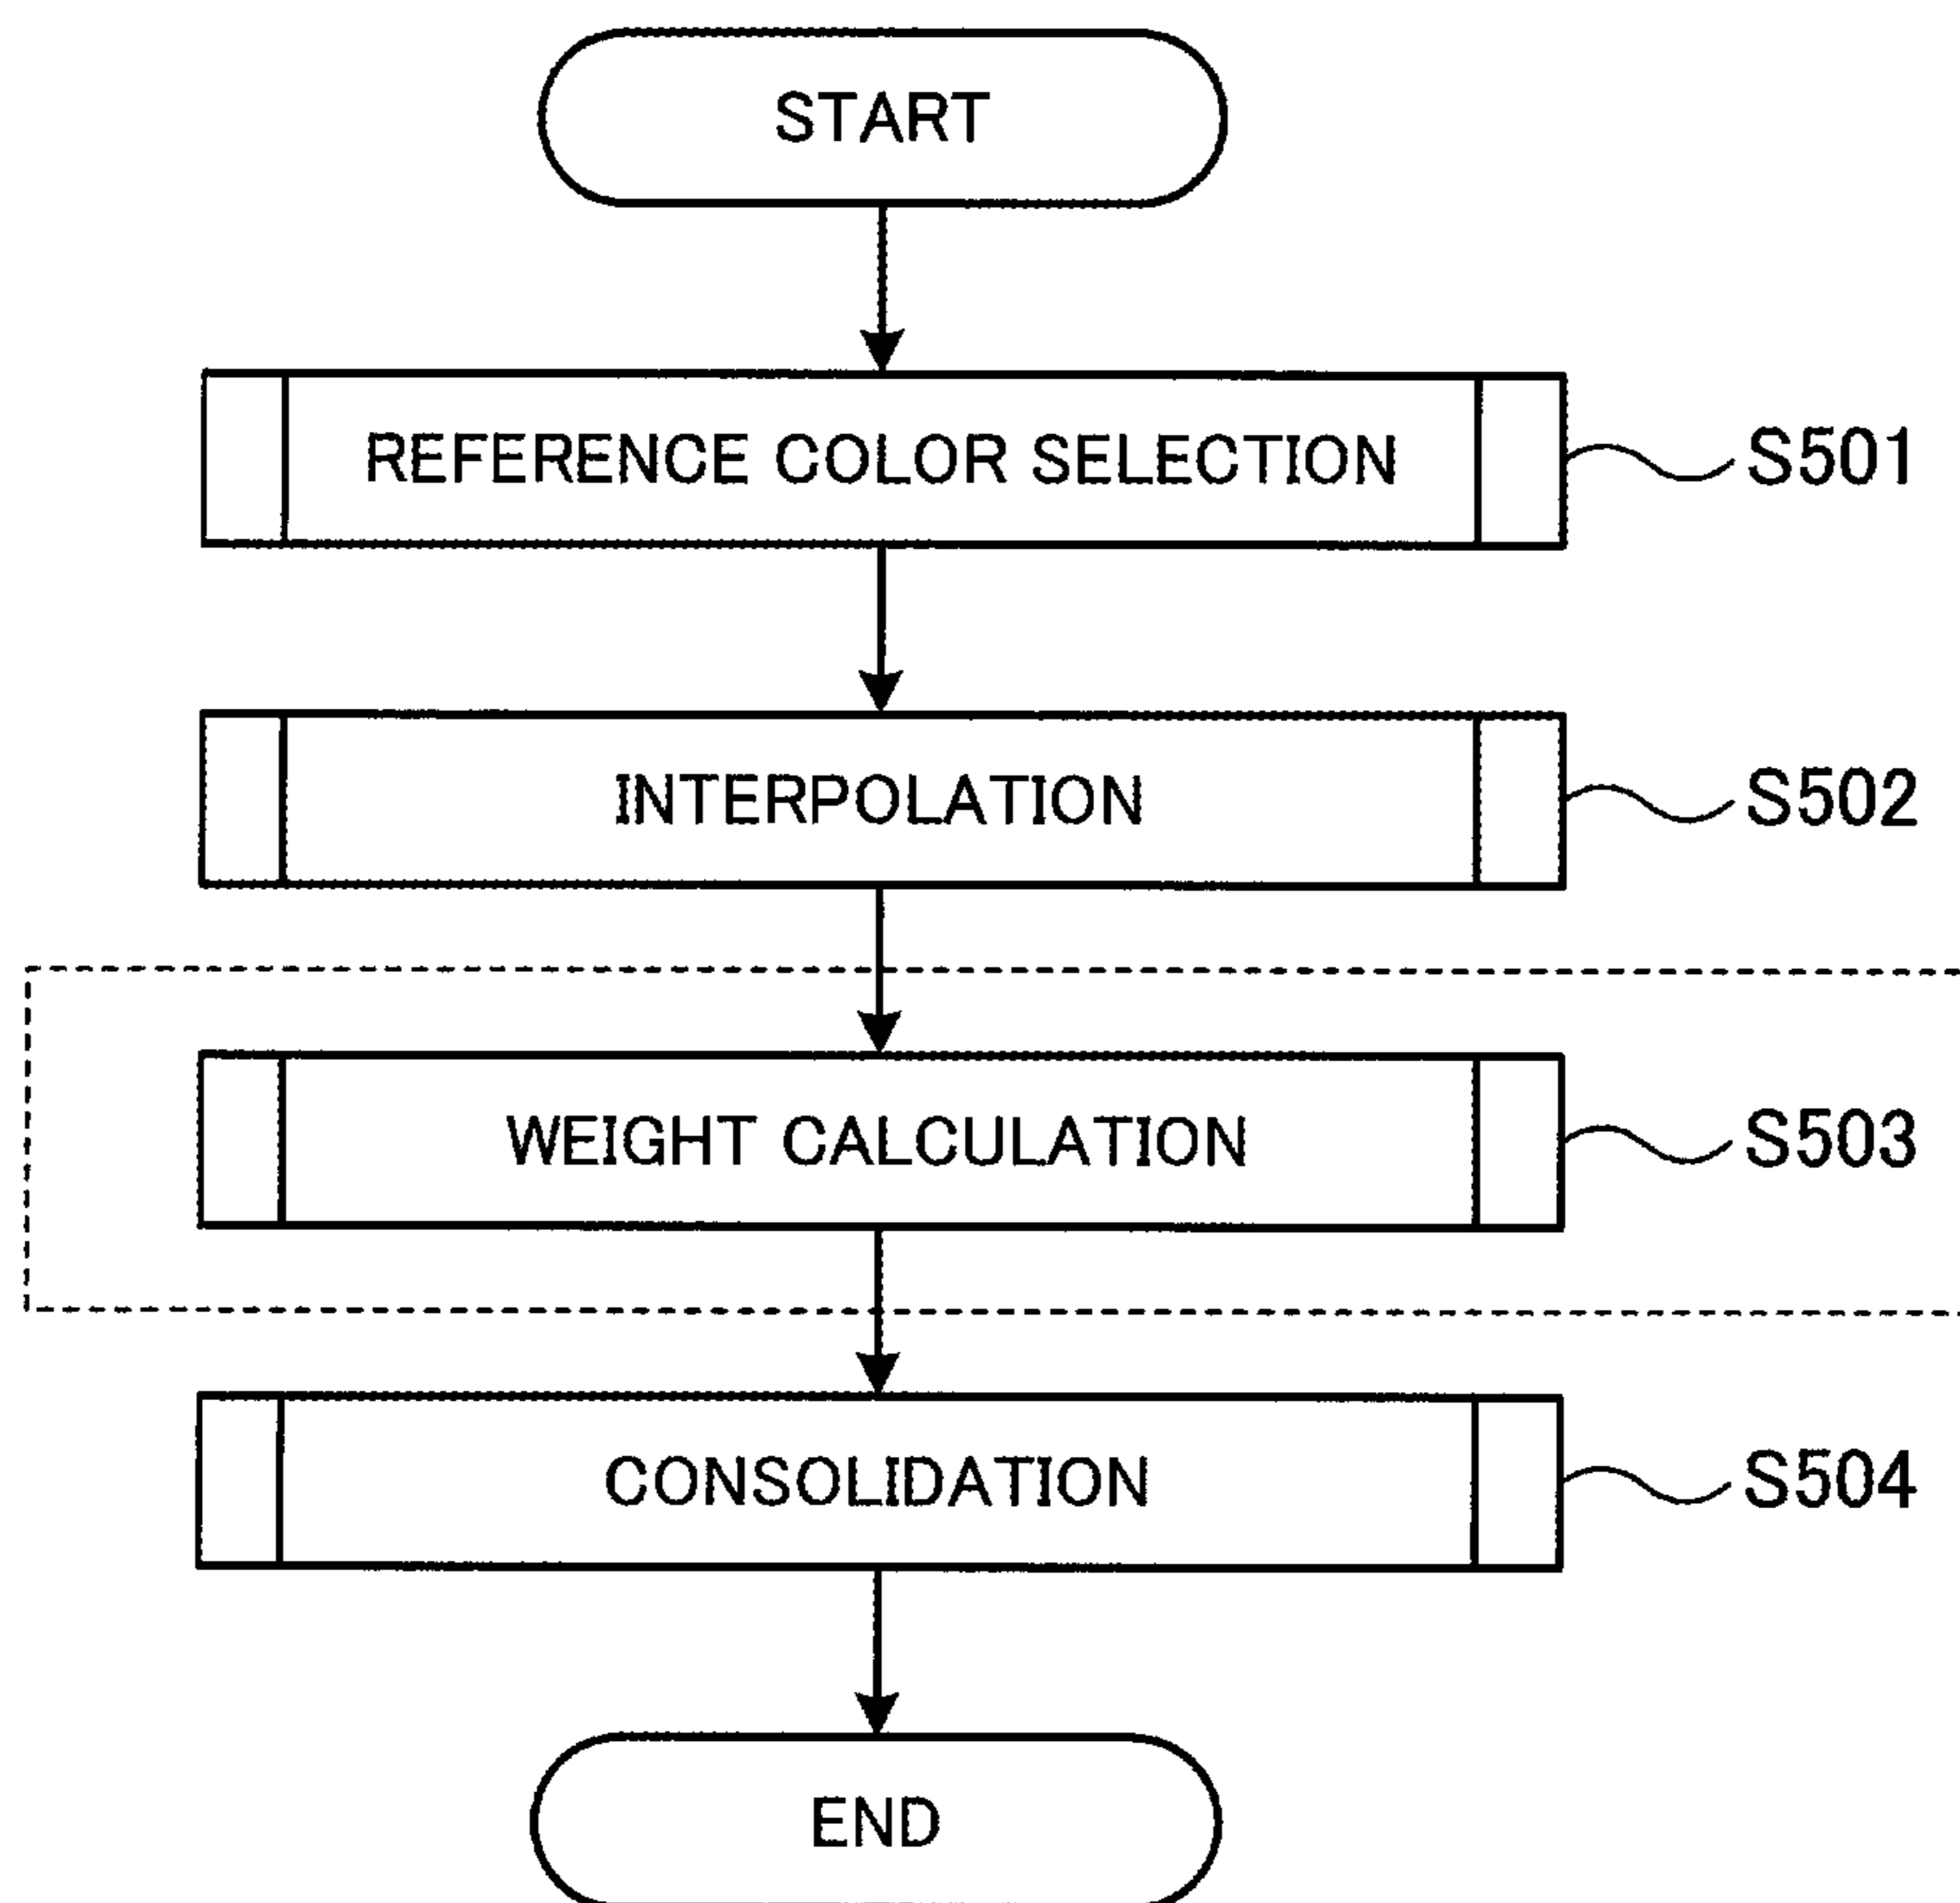 START
REFERENCE COLOR SELECTION
S501
INTERPOLATION
S502
WEIGHT CALCULATION
S503
CONSOLIDATION
S504
END